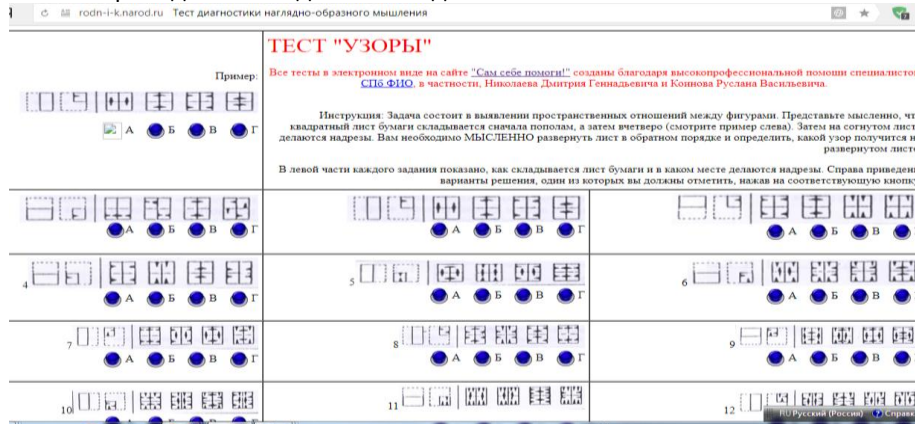 rodn-i-k.narod.ru Тест диагностики наглядно-образного мышления
ТЕСТ "УЗОРЫ"
Пример:
Все тесты в электронном виде на сайте "Сам себе помоги!" созданы благодаря высокопрофессиональной помощи специалисто
СПб ФИО, в частности, Николаева Дмитрия Геннадьевича и Коннова Руслана Васильевича.
А Б В Г
Инструкция: Задача состоит в выявлении пространственных отношений между фигурами. Представьте мысленно, чт
квадратный лист бумаги складывается сначала пополам, а затем вчетверо (смотрите пример слева). Затем на согнутом лист
делаются надрезы. Вам необходимо МЫСЛЕННО развернуть лист в обратном порядке и определить, какой узор получится н
развернутом листе
В левой части каждого задания показано, как складывается лист бумаги и в каком месте делаются надрезы. Справа приведен
варианты решения, один из которых вы должны отметить, нажав на соответствующую кнопку
А Б В Г
А Б В Г
А Б В
4
А Б В Г
5
А Б В Г
6
А Б В
7
А Б В Г
8
А Б В Г
9
А Б В
10
11
12
RU Русский (Россия) Справк